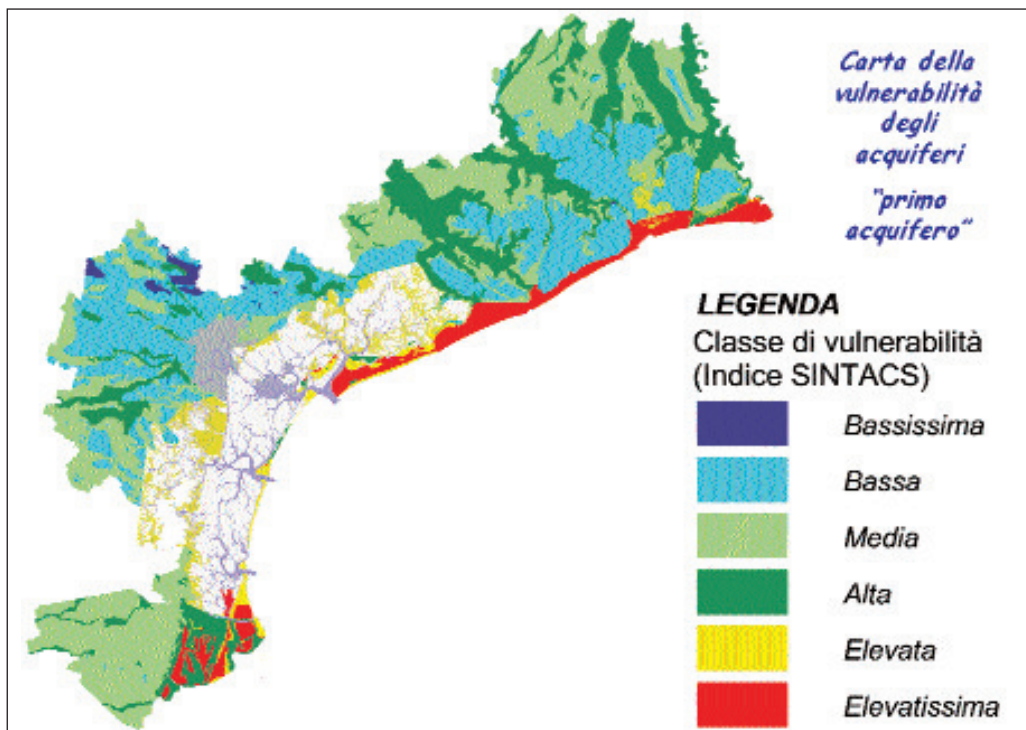 Carta della
vulnerabilità
degli
acquiferi
"primo
acquifero"
LEGENDA
Classe di vulnerabilità
(Indice SINTACS)
Bassissima
Bassa
Media
Alta
Elevata
Elevatissima